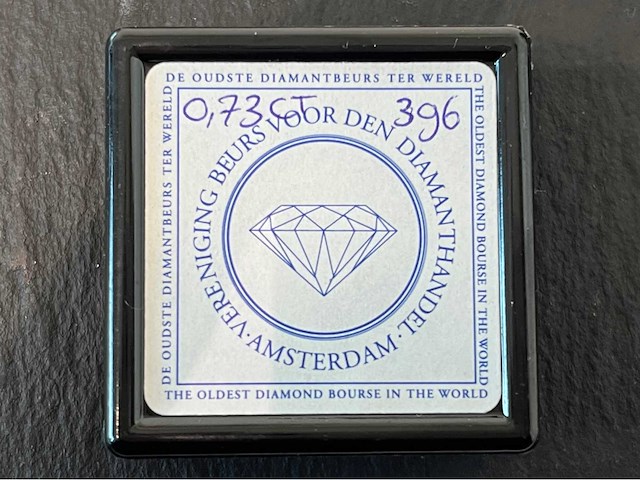 DE OUDSTE DIAMANTBEURS TER WERELD
THE OLDEST DIAMOND BOURSE IN THE WORLD
DE OUDSTE DIAMANTBEURS TER WERELD
0,73 CT
396
VERENIGING BEURS VOOR DEN DIAMANTHANDEL
· AMSTERDAM ·
THE OLDEST DIAMOND BOURSE IN THE WORLD